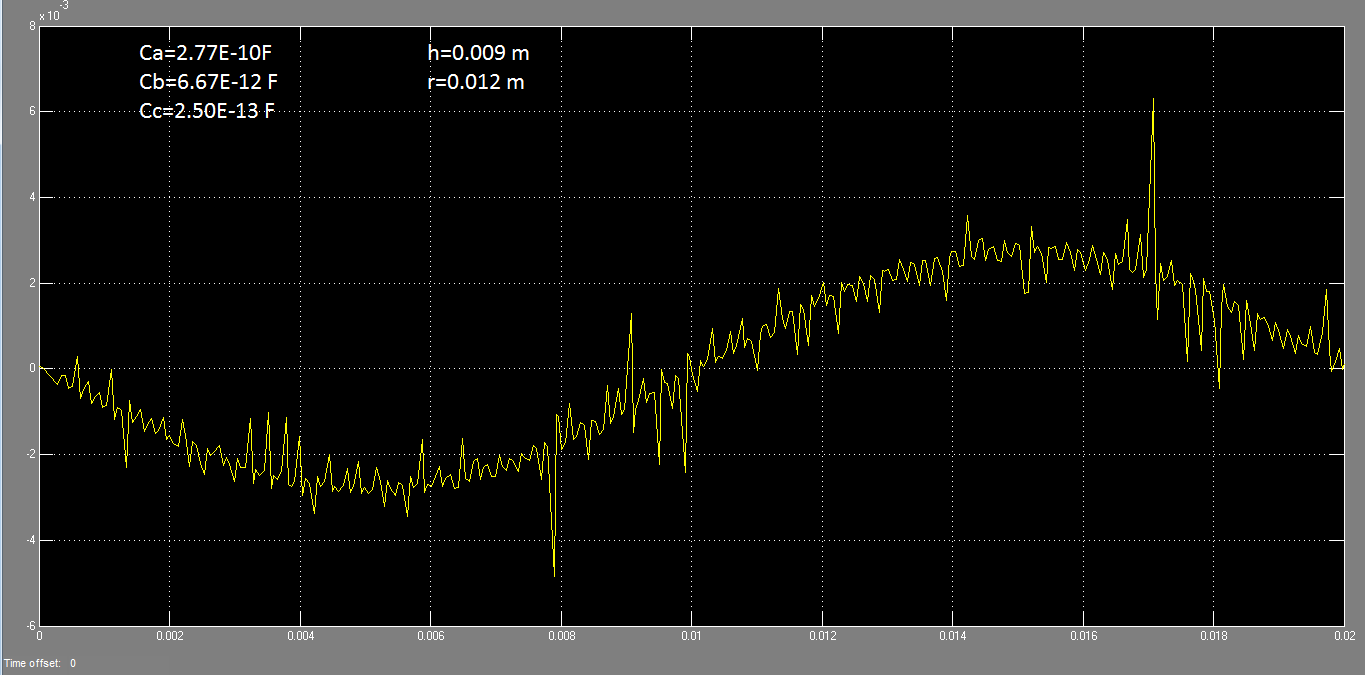 -3
x 10
8
Ca=2.77E-10F h=0.009 m
Cb=6.67E-12 F r=0.012 m
Cc=2.50E-13 F
6
4
2
0
-2
-4
-6
0 0.002 0.004 0.006 0.008 0.01 0.012 0.014 0.016 0.018 0.02
Time offset: 0